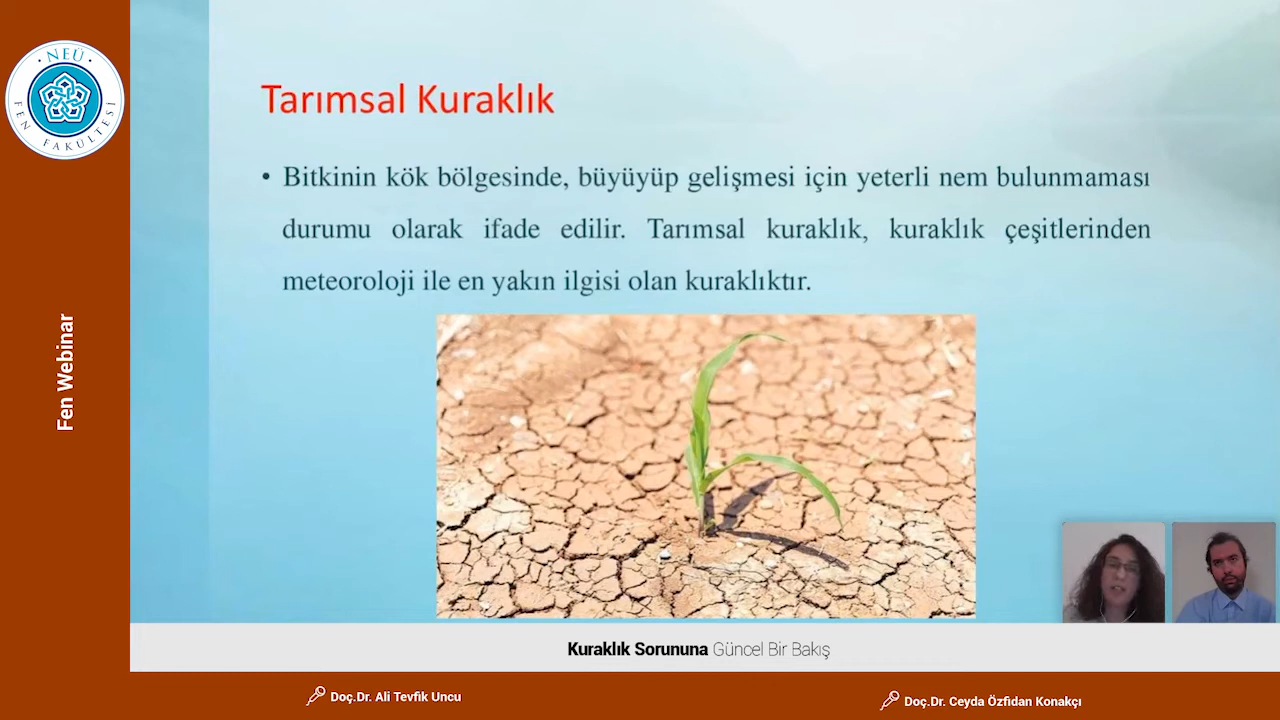 NEÜ
FEN FAKULTESİ
Fen Webinar
Tarımsal Kuraklık
• Bitkinin kök bölgesinde, büyüyüp gelişmesi için yeterli nem bulunmaması
durumu olarak ifade edilir. Tarımsal kuraklık, kuraklık çeşitlerinden
meteoroloji ile en yakın ilgisi olan kuraklıktır.
Kuraklık Sorununa Güncel Bir Bakış
Doç.Dr. Ali Tevfik Uncu
Doç.Dr. Ceyda Özfidan Konakçı